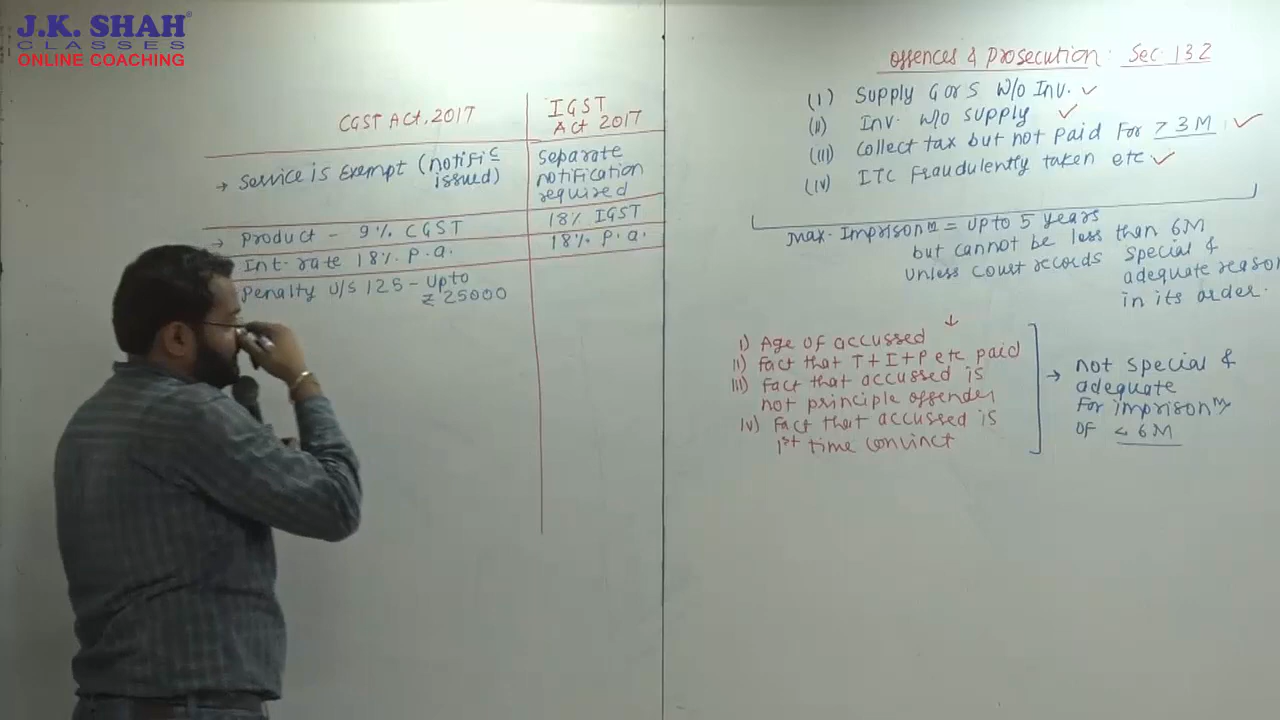 J.K. SHAH®
CLASSES
ONLINE COACHING
CGST Act, 2017
IGST
Act 2017
→ Service is Exempt (notific
issued)
Separate
notification
required
→ Product - 9% CGST
18% IGST
Int. rate 18% P.a.
18% P.a.
Penalty U/S 125 - Upto
₹ 25000
Offences & Prosecution: Sec. 132
(I) Supply G or S W/o Inv. ✓
(II) Inv. w/o supply ✓
(III) Collect tax but not paid for > 3M ✓
(IV) ITC Fraudulently taken etc. ✓
Max. Imprisonᵐ = upto 5 years
but cannot be less than 6M
unless court records special &
adequate reason
in its order.
↓
I) Age of accussed
II) Fact that T+I+P etc paid
III) Fact that accussed is
not principle offender
IV) Fact that accussed is
1st time convinct
→ not special &
adequate
for imprisonᵐ
of < 6M